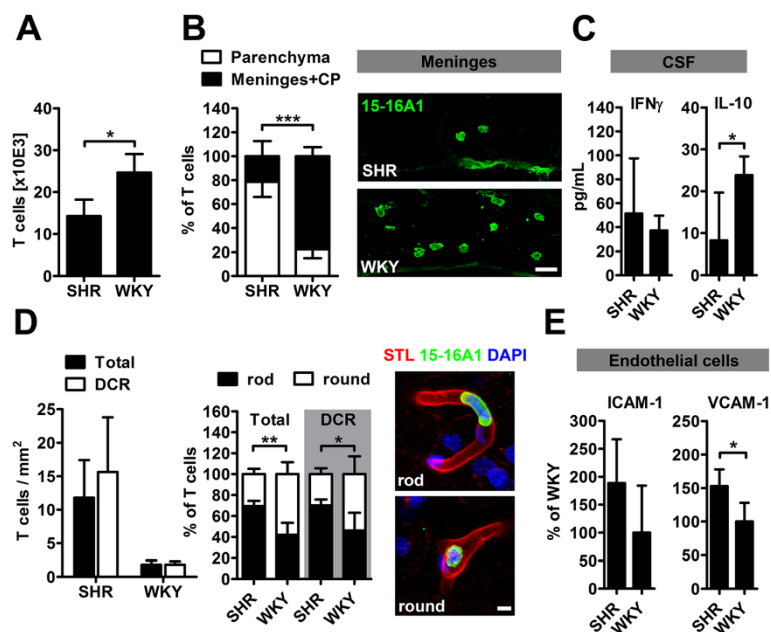 A
T cells [x10E3]
40
30
20
10
0
*
SHR
WKY
B
Parenchyma
Meninges+CP
% of T cells
140
120
100
80
60
40
20
0
***
SHR
WKY
Meninges
15-16A1
SHR
WKY
C
CSF
IFNγ
IL-10
pg/mL
140
120
100
80
60
40
20
0
SHR
WKY
40
30
20
10
0
*
SHR
WKY
D
Total
DCR
T cells / mm²
25
20
15
10
5
0
SHR
WKY
rod
round
% of T cells
160
140
120
100
80
60
40
20
0
Total
DCR
**
*
SHR
WKY
SHR
WKY
STL 15-16A1 DAPI
rod
round
E
Endothelial cells
ICAM-1
VCAM-1
% of WKY
300
250
200
150
100
50
0
SHR
WKY
250
200
150
100
50
0
*
SHR
WKY